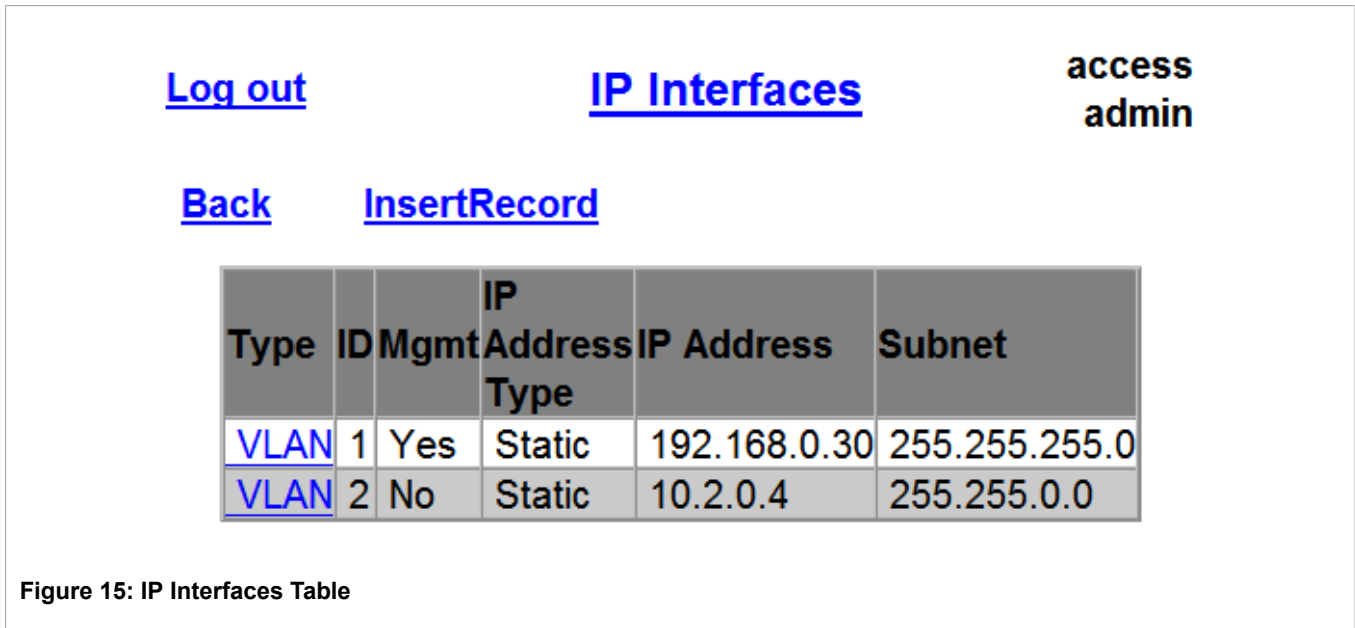 Log out IP Interfaces access
admin
Back InsertRecord
Type ID Mgmt IP Address Type IP Address Subnet
VLAN 1 Yes Static 192.168.0.30 255.255.255.0
VLAN 2 No Static 10.2.0.4 255.255.0.0
Figure 15: IP Interfaces Table